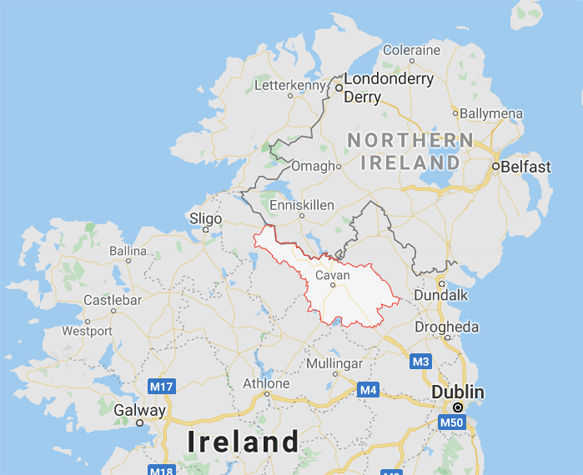 Coleraine
Londonderry
Derry
Letterkenny
Ballymena
NORTHERN
IRELAND
Omagh
Belfast
Enniskillen
Sligo
Ballina
Cavan
Dundalk
Castlebar
Westport
Drogheda
Mullingar
M3
M17
Athlone
M4
Dublin
Galway
M50
Ireland
M18